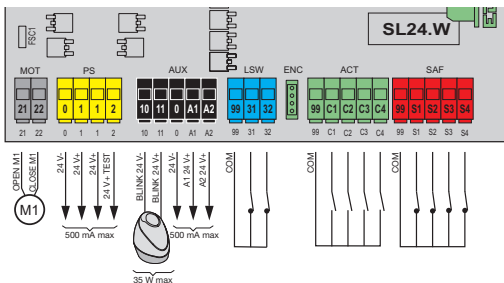 FSC1
SL24.W
MOT PS AUX LSW ENC ACT SAF
21 22 0 1 1 2 10 11 0 A1 A2 99 31 32 99 C1 C2 C3 C4 99 S1 S2 S3 S4
21 22 0 1 1 2 10 11 0 A1 A2 99 31 32 99 C1 C2 C3 C4 99 S1 S2 S3 S4
OPEN M1
CLOSE M1
24 V-
24 V+
24 V+
24 V+ TEST
BLINK 24 V-
BLINK 24 V+
24 V-
A1 24 V+
A2 24 V+
COM
COM
COM
M1
500 mA max
500 mA max
35 W max